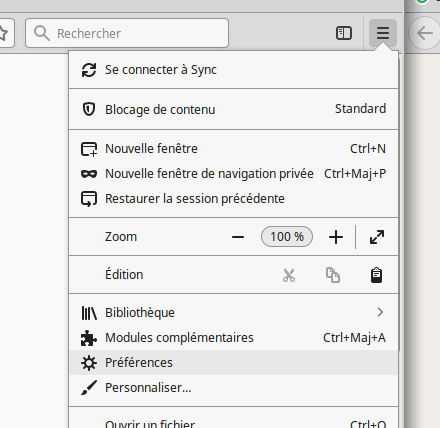 Rechercher
Se connecter à Sync
Blocage de contenu Standard
Nouvelle fenêtre Ctrl+N
Nouvelle fenêtre de navigation privée Ctrl+Maj+P
Restaurer la session précédente
Zoom 100 %
Édition
Bibliothèque
Modules complémentaires Ctrl+Maj+A
Préférences
Personnaliser...
Ouvrir un fichier Ctrl+O